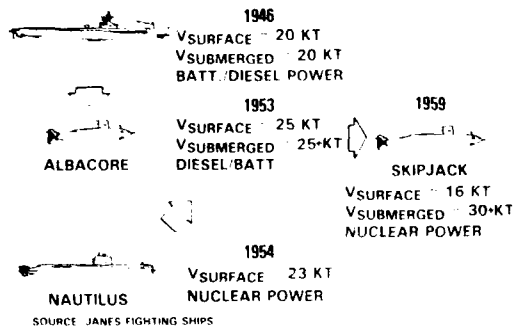 1946
VSURFACE - 20 KT
VSUBMERGED - 20 KT
BATT./DIESEL POWER
1953
VSURFACE - 25 KT
VSUBMERGED - 25+KT
DIESEL/BATT
ALBACORE
1959
SKIPJACK
VSURFACE - 16 KT
VSUBMERGED - 30+KT
NUCLEAR POWER
1954
VSURFACE 23 KT
NUCLEAR POWER
NAUTILUS
SOURCE JANES FIGHTING SHIPS